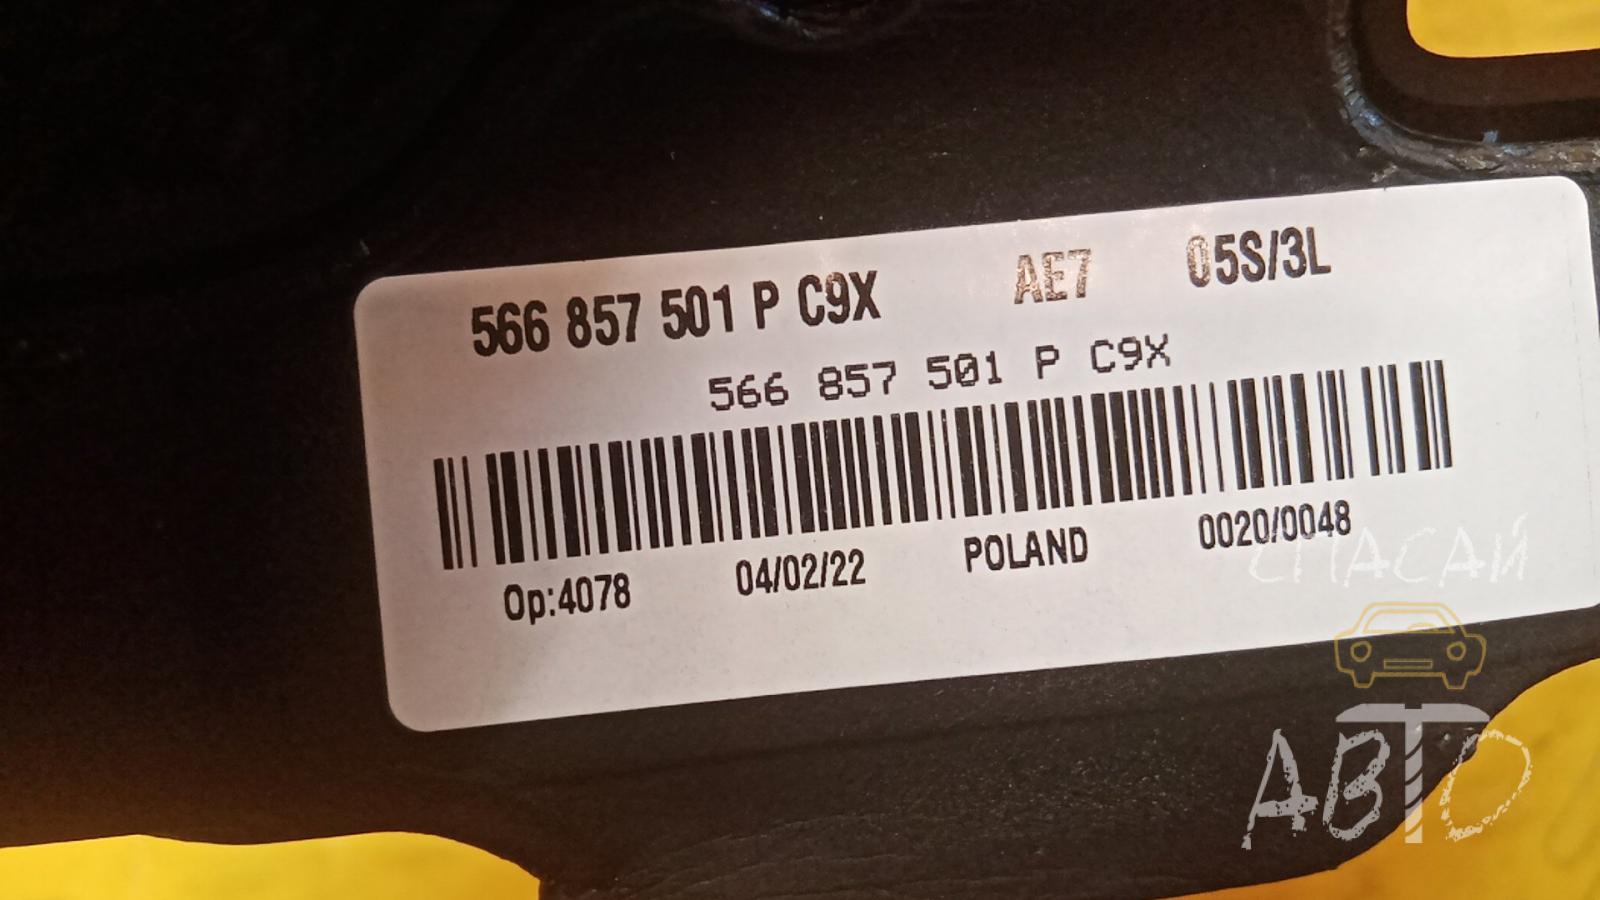 566 857 501 P C9X AE7 05S/3L
566 857 501 P C9X
Op:4078 04/02/22 POLAND 0020/0048
СПАСАЙ
АВТО